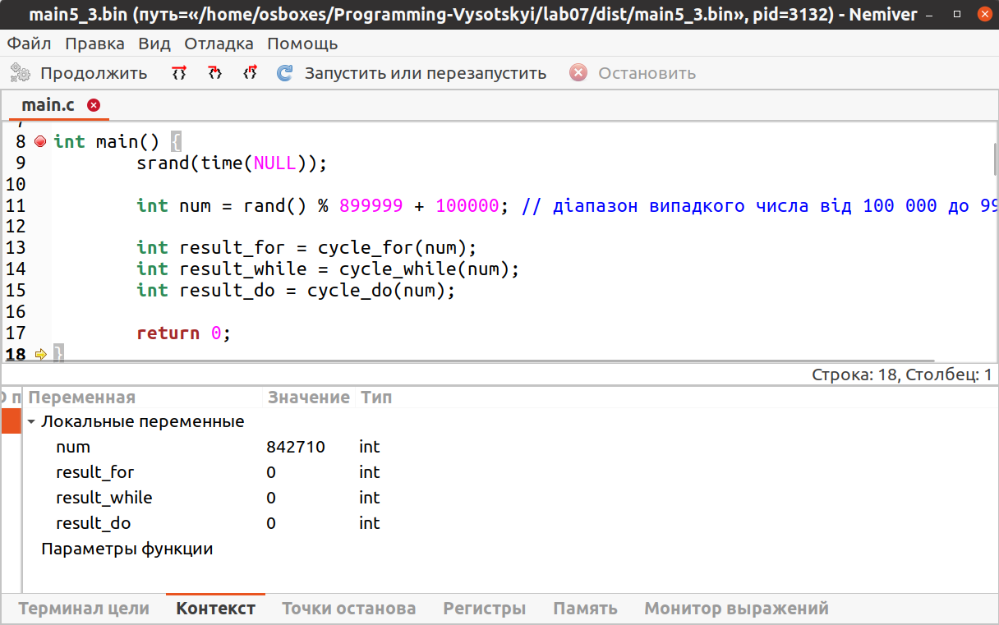 main5_3.bin (путь=«/home/osboxes/Programming-Vysotskyi/lab07/dist/main5_3.bin», pid=3132) - Nemiver
Файл Правка Вид Отладка Помощь
Продолжить Запустить или перезапустить Остановить
main.c
8 int main() {
9 srand(time(NULL));
10
11 int num = rand() % 899999 + 100000; // діапазон випадкого числа від 100 000 до 99
12
13 int result_for = cycle_for(num);
14 int result_while = cycle_while(num);
15 int result_do = cycle_do(num);
16
17 return 0;
18 }
Строка: 18, Столбец: 1
Переменная Значение Тип
Локальные переменные
num 842710 int
result_for 0 int
result_while 0 int
result_do 0 int
Параметры функции
Терминал цели Контекст Точки останова Регистры Память Монитор выражений